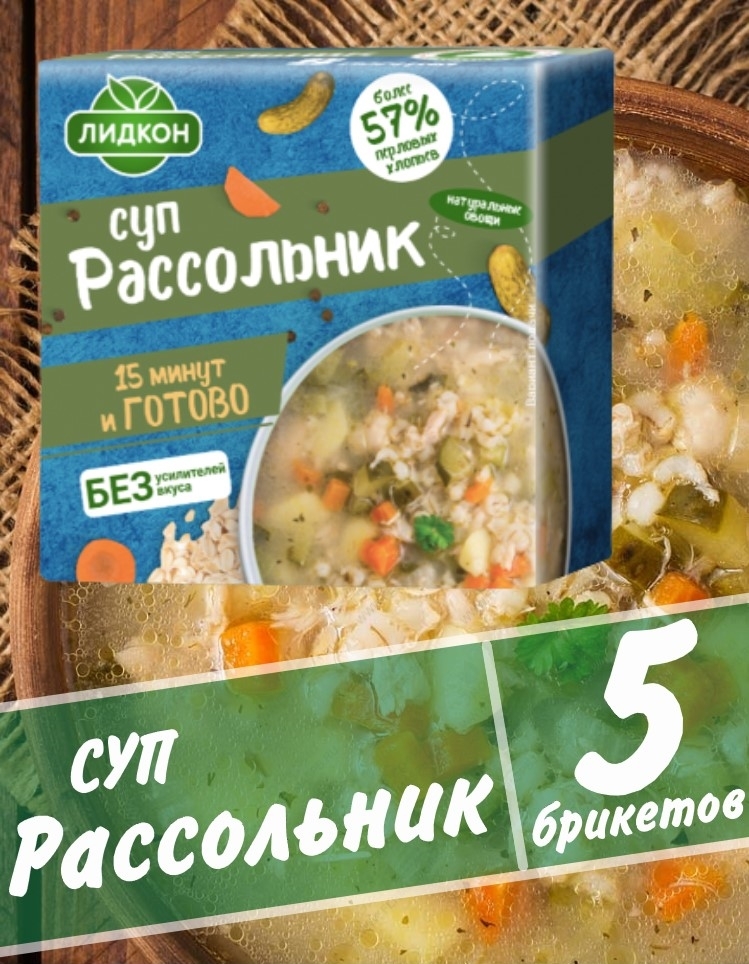 ЛИДКОН
более
57%
перловых
хлопьев
натуральные
овощи
суп
Рассольник
15 минут
и ГОТОВО
БЕЗ усилителей
вкуса
суп
Рассольник
5
брикетов